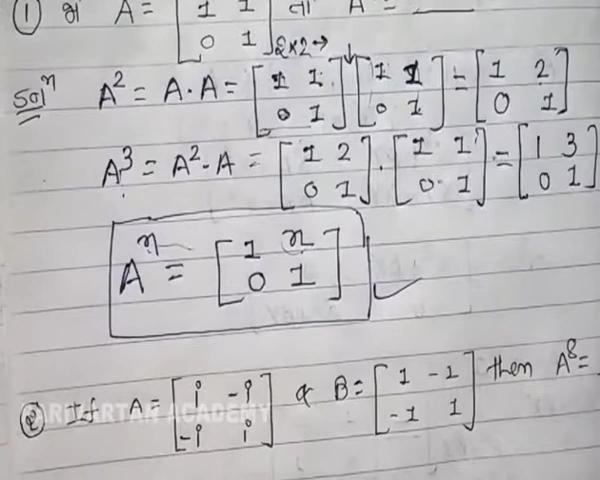 ① A = [1 1; 0 1] तो A =
2×2→
Solⁿ A² = A·A = [1 1; 0 1] [1 1; 0 1] = [1 2; 0 1]
A³ = A²·A = [1 2; 0 1] · [1 1; 0 1] = [1 3; 0 1]
Aⁿ = [1 n; 0 1]
② If A = [i -i; -i i] & B = [1 -1; -1 1] then A⁸ =